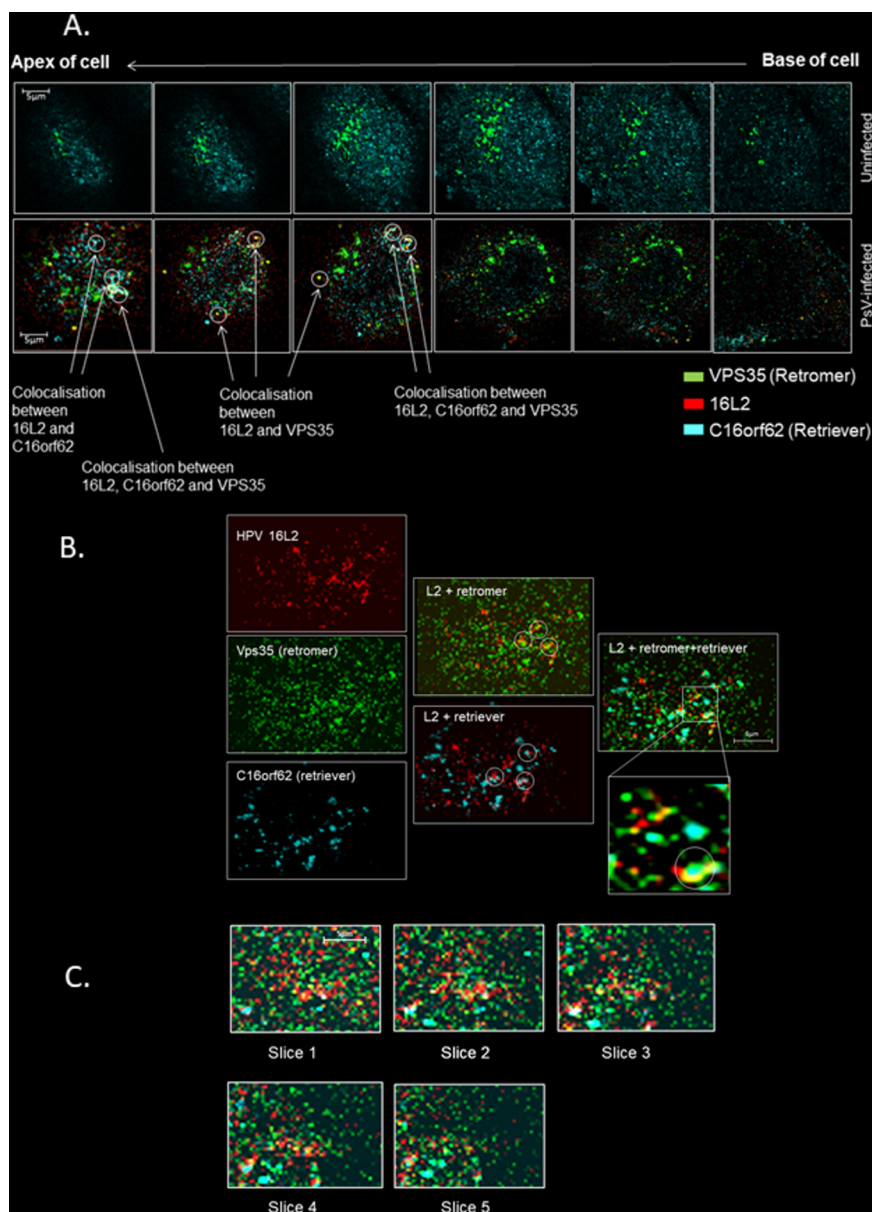 A.
Apex of cell
Base of cell
5µm
Uninfected
5µm
PsV-infected
Colocalisation
between
16L2 and
C16orf62
Colocalisation
between
16L2 and VPS35
Colocalisation between
16L2, C16orf62 and VPS35
Colocalisation between
16L2, C16orf62 and VPS35
VPS35 (Retromer)
16L2
C16orf62 (Retriever)
B.
HPV 16L2
L2 + retromer
Vps35 (retromer)
L2 + retromer+retriever
L2 + retriever
5µm
C16orf62 (retriever)
C.
5µm
Slice 1
Slice 2
Slice 3
Slice 4
Slice 5